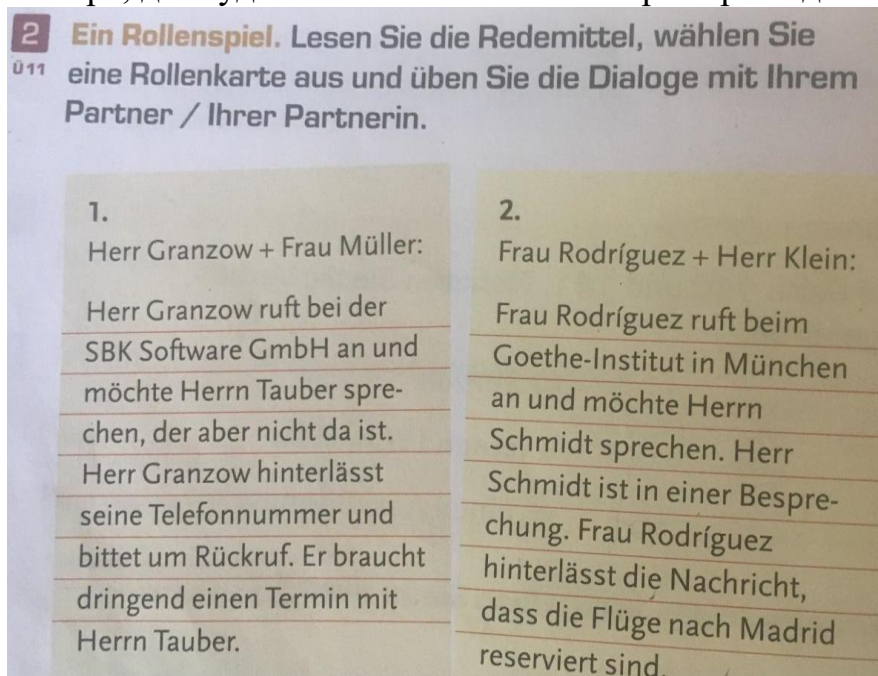 2 Ein Rollenspiel. Lesen Sie die Redemittel, wählen Sie
Ü11 eine Rollenkarte aus und üben Sie die Dialoge mit Ihrem
Partner / Ihrer Partnerin.
1.
Herr Granzow + Frau Müller:
Herr Granzow ruft bei der
SBK Software GmbH an und
möchte Herrn Tauber spre-
chen, der aber nicht da ist.
Herr Granzow hinterlässt
seine Telefonnummer und
bittet um Rückruf. Er braucht
dringend einen Termin mit
Herrn Tauber.
2.
Frau Rodríguez + Herr Klein:
Frau Rodríguez ruft beim
Goethe-Institut in München
an und möchte Herrn
Schmidt sprechen. Herr
Schmidt ist in einer Bespre-
chung. Frau Rodríguez
hinterlässt die Nachricht,
dass die Flüge nach Madrid
reserviert sind.